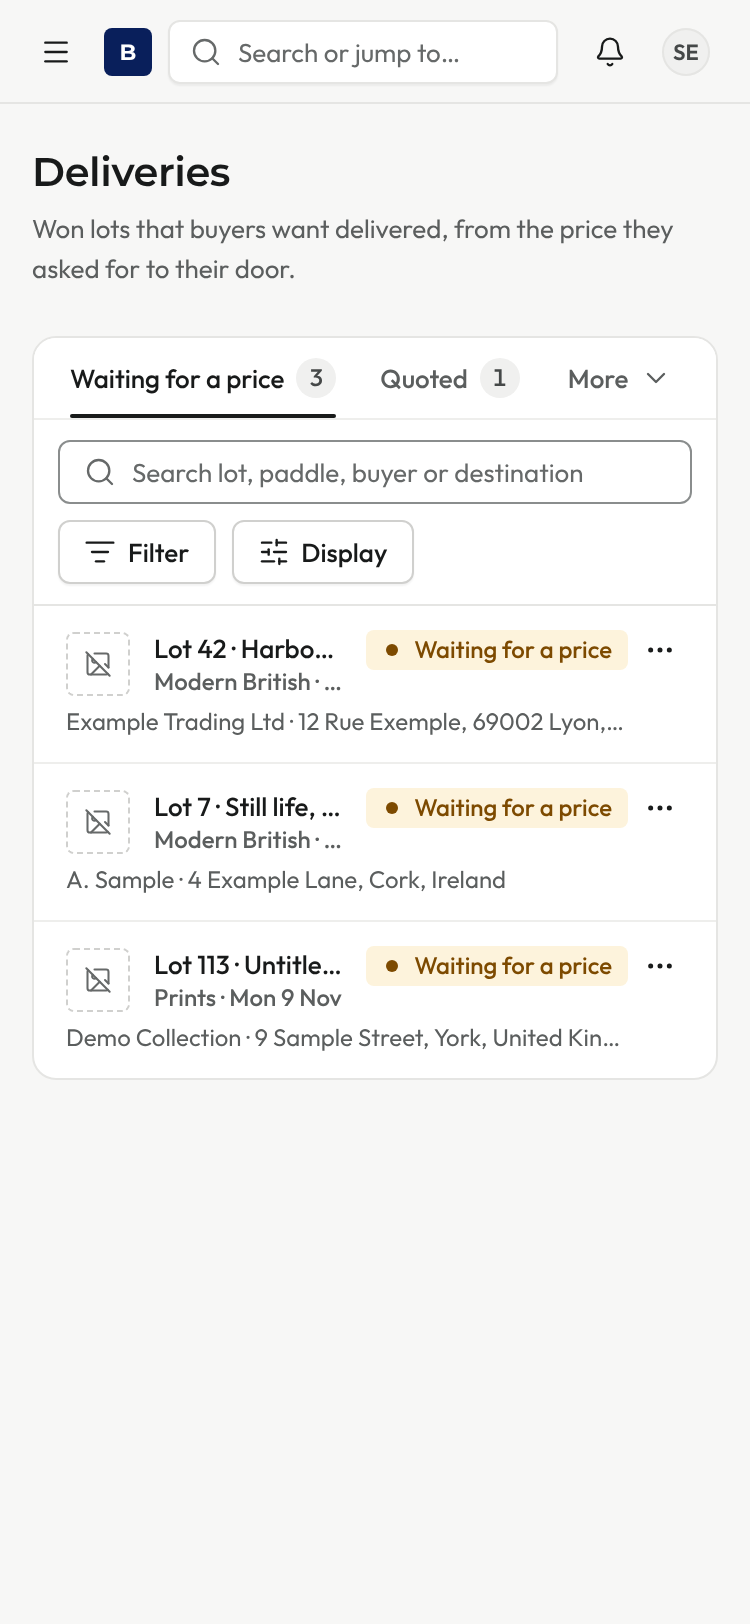 B
Search or jump to...
SE
Deliveries
Won lots that buyers want delivered, from the price they
asked for to their door.
Waiting for a price 3
Quoted 1
More
Search lot, paddle, buyer or destination
Filter
Display
Lot 42 · Harbo...
Waiting for a price
Modern British · ...
Example Trading Ltd · 12 Rue Exemple, 69002 Lyon,...
Lot 7 · Still life, ...
Waiting for a price
Modern British · ...
A. Sample · 4 Example Lane, Cork, Ireland
Lot 113 · Untitle...
Waiting for a price
Prints · Mon 9 Nov
Demo Collection · 9 Sample Street, York, United Kin...